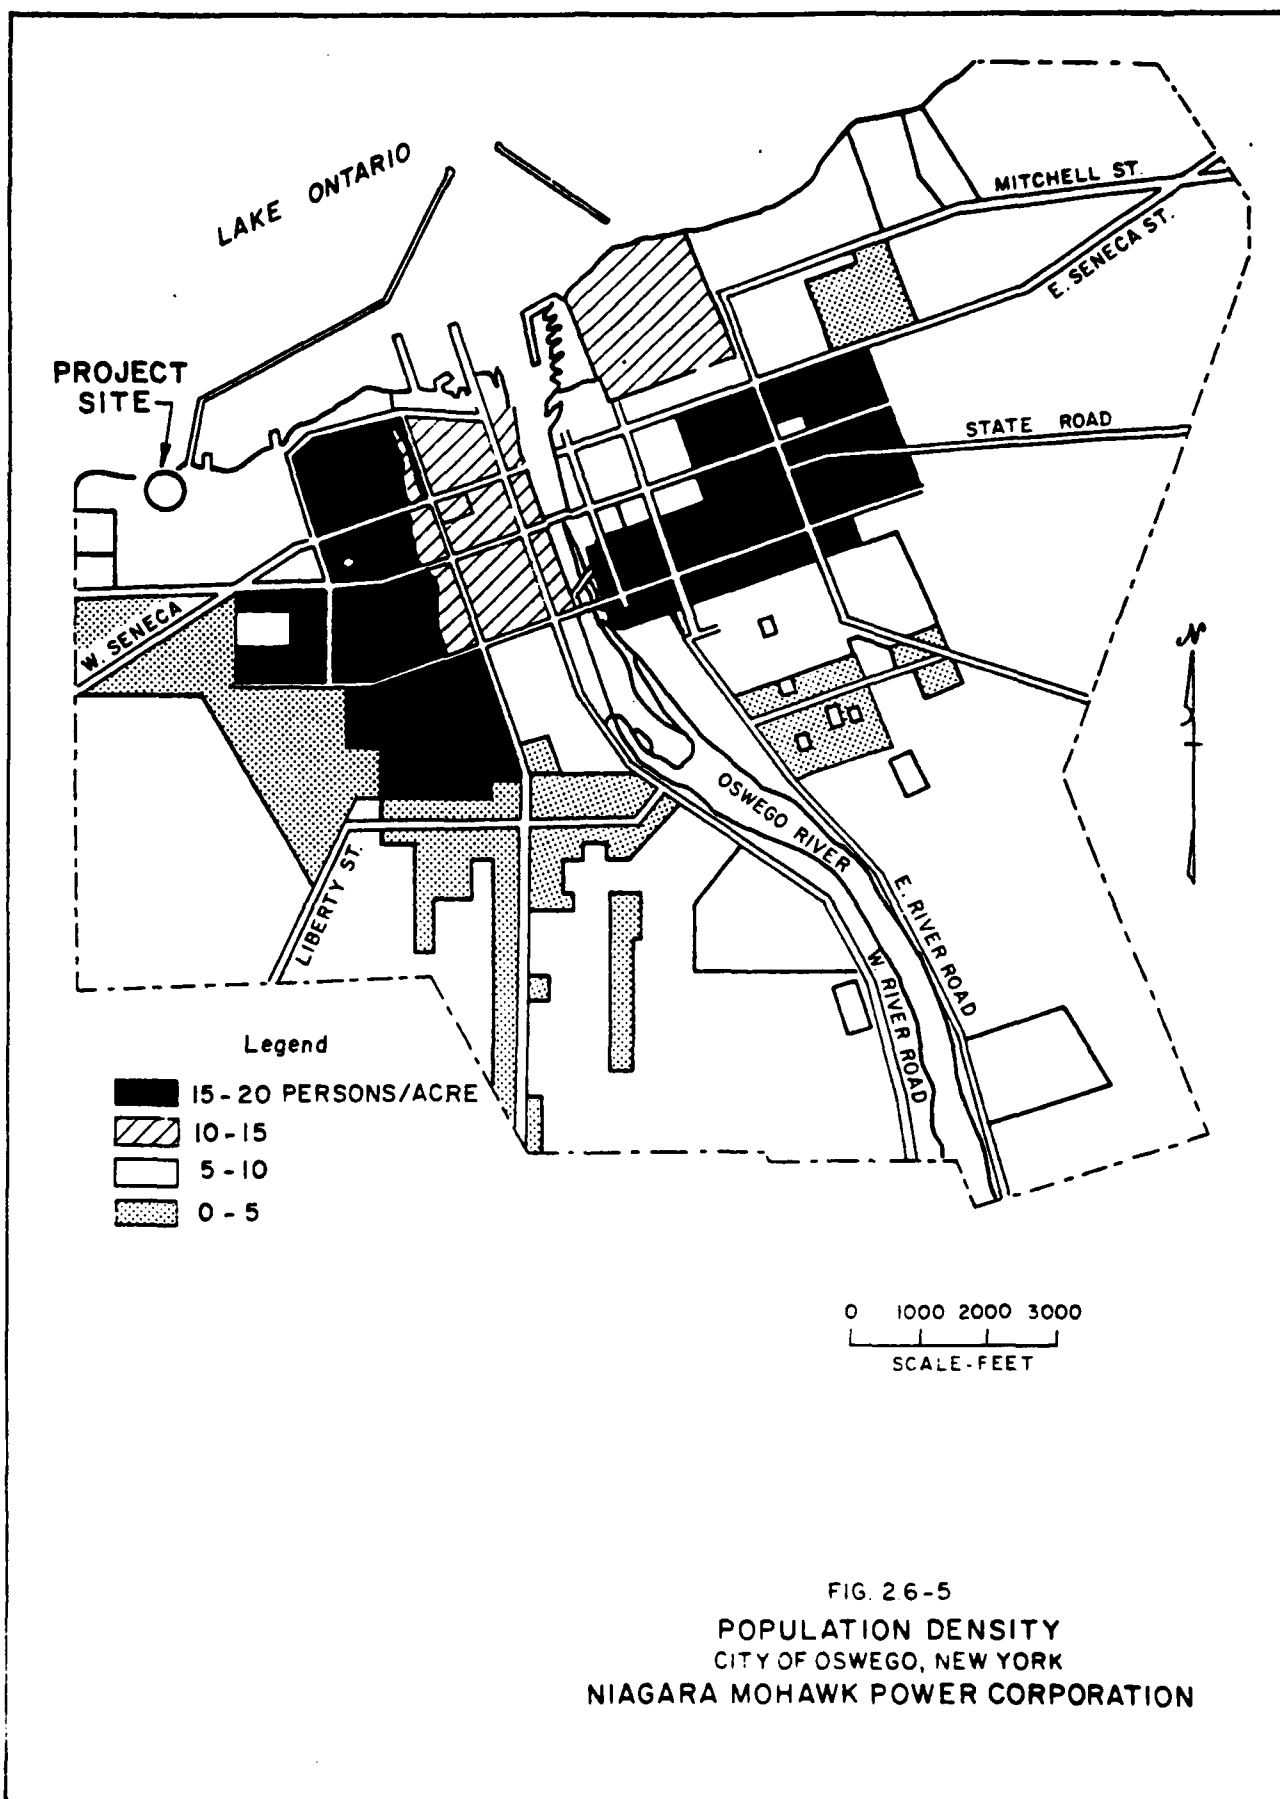 LAKE ONTARIO
MITCHELL ST.
E. SENECA ST.
PROJECT
SITE
STATE ROAD
W. SENECA
N
OSWEGO RIVER
LIBERTY ST.
E. RIVER ROAD
W. RIVER ROAD
Legend
15-20 PERSONS/ACRE
10-15
5-10
0-5
0 1000 2000 3000
SCALE-FEET
FIG. 2.6-5
POPULATION DENSITY
CITY OF OSWEGO, NEW YORK
NIAGARA MOHAWK POWER CORPORATION